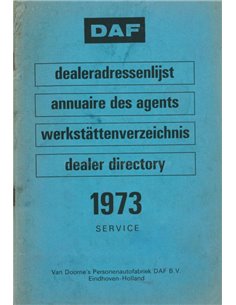 DAF
dealeradressenlijst
annuaire des agents
werkstättenverzeichnis
dealer directory
1973
SERVICE
Van Doorne's Personenautofabriek DAF B.V.
Eindhoven-Holland